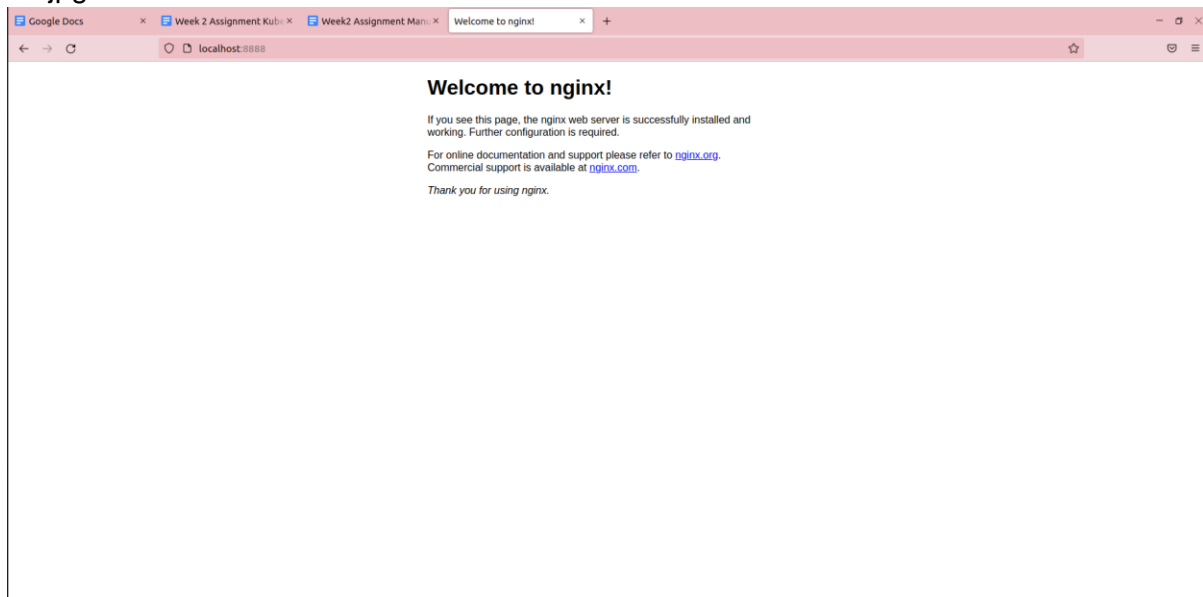 Google Docs
Week 2 Assignment Kube
Week2 Assignment Man
Welcome to nginx!
localhost:8888
Welcome to nginx!
If you see this page, the nginx web server is successfully installed and
working. Further configuration is required.
For online documentation and support please refer to nginx.org.
Commercial support is available at nginx.com.
Thank you for using nginx.